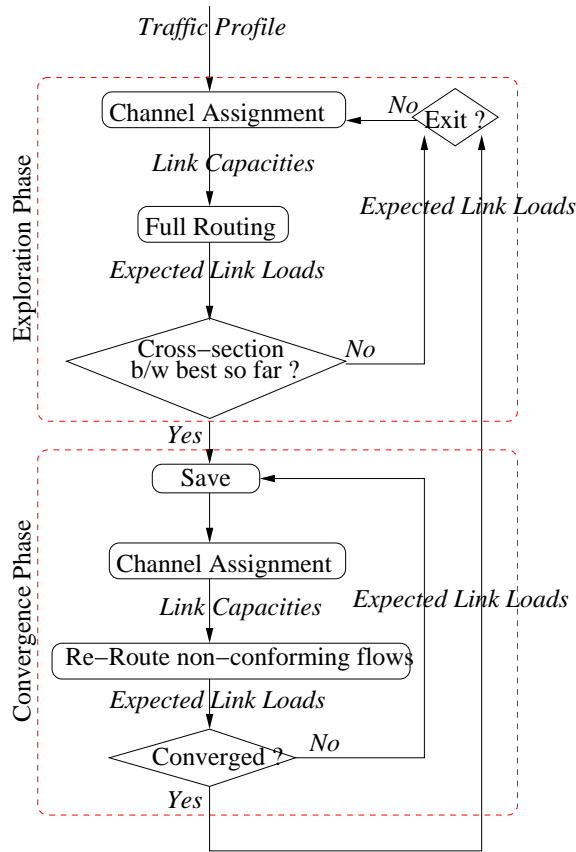 Traffic Profile
Exploration Phase
Channel Assignment
No
Exit ?
Link Capacities
Expected Link Loads
Full Routing
Expected Link Loads
Cross−section
b/w best so far ?
No
Yes
Convergence Phase
Save
Channel Assignment
Link Capacities
Expected Link Loads
Re−Route non−conforming flows
Expected Link Loads
Converged ?
No
Yes